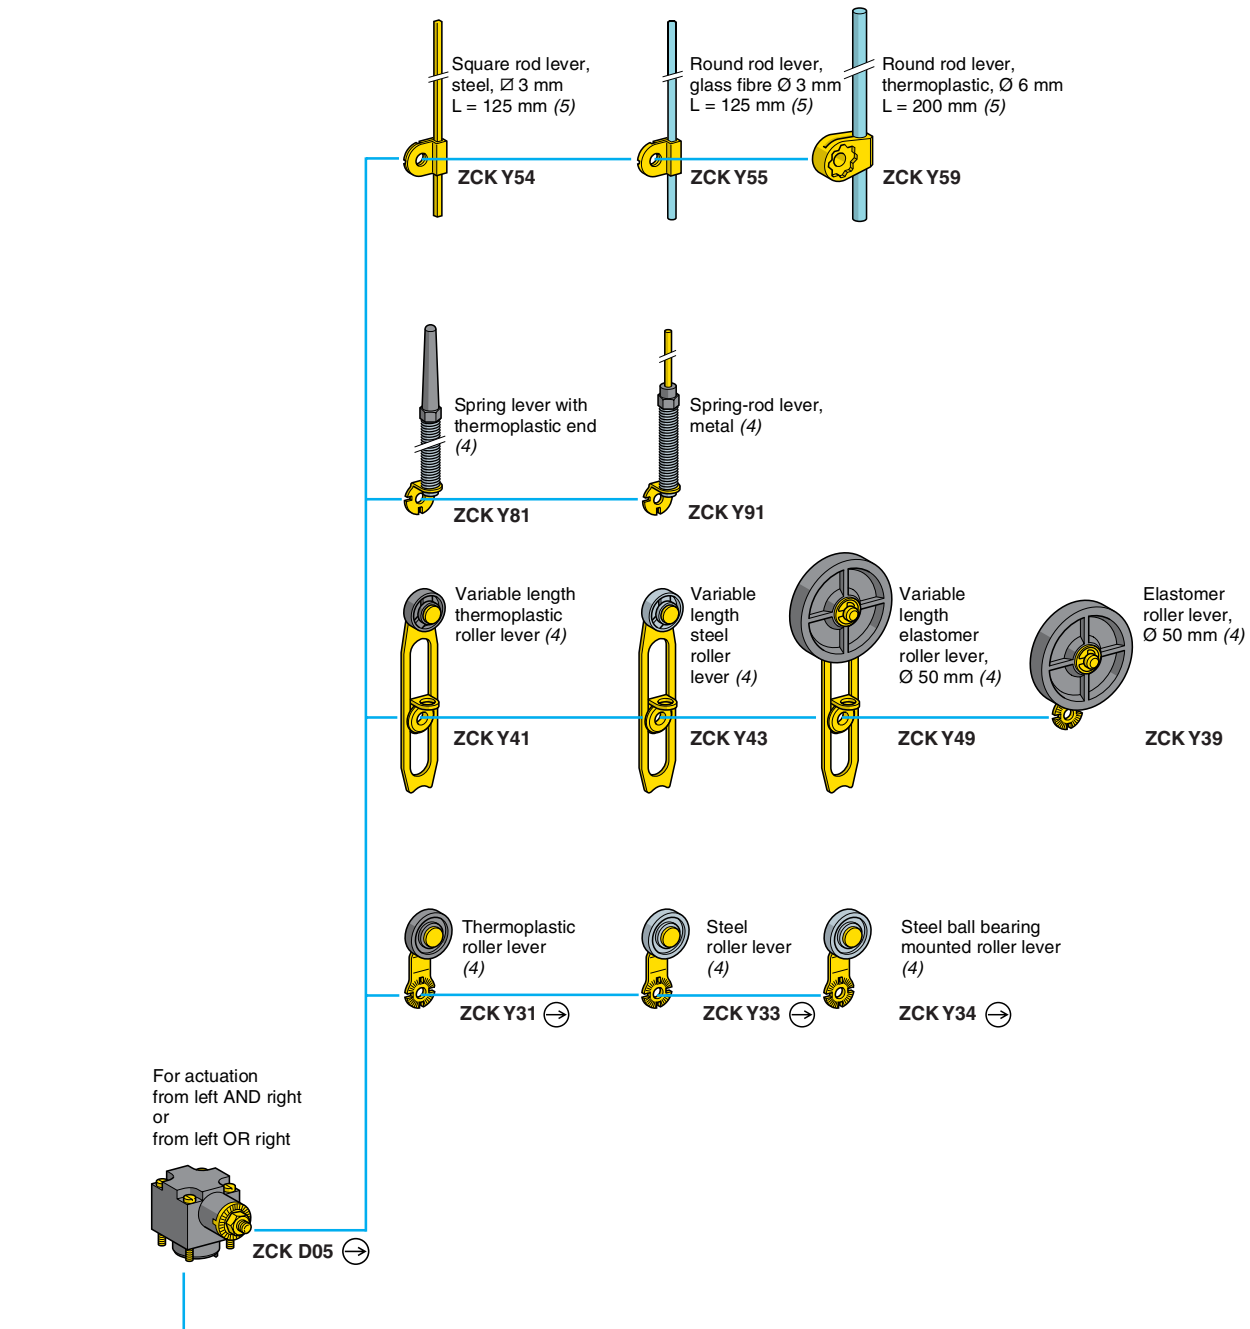 Square rod lever,
steel, ⍁ 3 mm
L = 125 mm (5)
ZCK Y54
Round rod lever,
glass fibre Ø 3 mm
L = 125 mm (5)
ZCK Y55
Round rod lever,
thermoplastic, Ø 6 mm
L = 200 mm (5)
ZCK Y59
Spring lever with
thermoplastic end
(4)
ZCK Y81
Spring-rod lever,
metal (4)
ZCK Y91
Variable length
thermoplastic
roller lever (4)
ZCK Y41
Variable
length
steel
roller
lever (4)
ZCK Y43
Variable
length
elastomer
roller lever,
Ø 50 mm (4)
ZCK Y49
Elastomer
roller lever,
Ø 50 mm (4)
ZCK Y39
Thermoplastic
roller lever
(4)
ZCK Y31
Steel
roller lever
(4)
ZCK Y33
Steel ball bearing
mounted roller lever
(4)
ZCK Y34
For actuation
from left AND right
or
from left OR right
ZCK D05